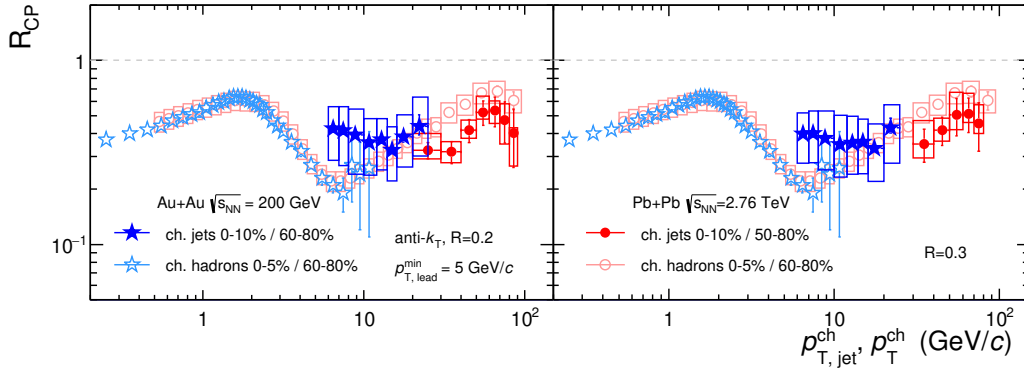 R_CP
1
10^−1
Au+Au √s_NN = 200 GeV
ch. jets 0-10% / 60-80%
ch. hadrons 0-5% / 60-80%
anti-k_T, R=0.2
p_T, lead^min = 5 GeV/c
Pb+Pb √s_NN=2.76 TeV
ch. jets 0-10% / 50-80%
ch. hadrons 0-5% / 60-80%
R=0.3
1 10 10^2 1 10 10^2
p_T, jet^ch, p_T^ch (GeV/c)